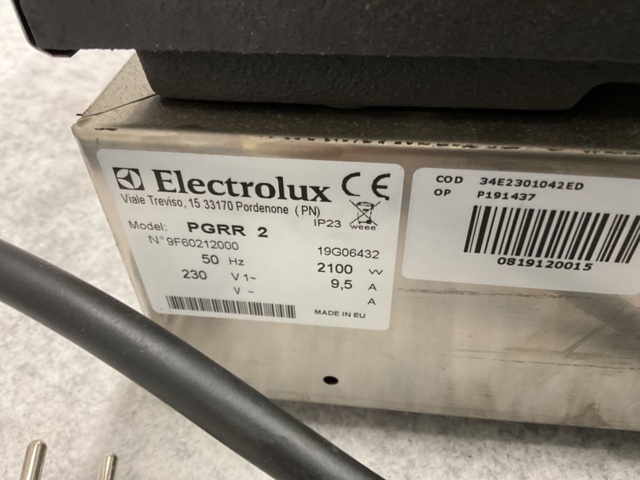 Electrolux CE
Viale Treviso, 15 33170 Pordenone (PN)
IP23 weee
Model: PGRR 2
N° 9F60212000 19G06432
50 Hz 2100 W
230 V 1~ 9,5 A
V ~ A
MADE IN EU
COD 34E2301042ED
OP P191437
0819120015